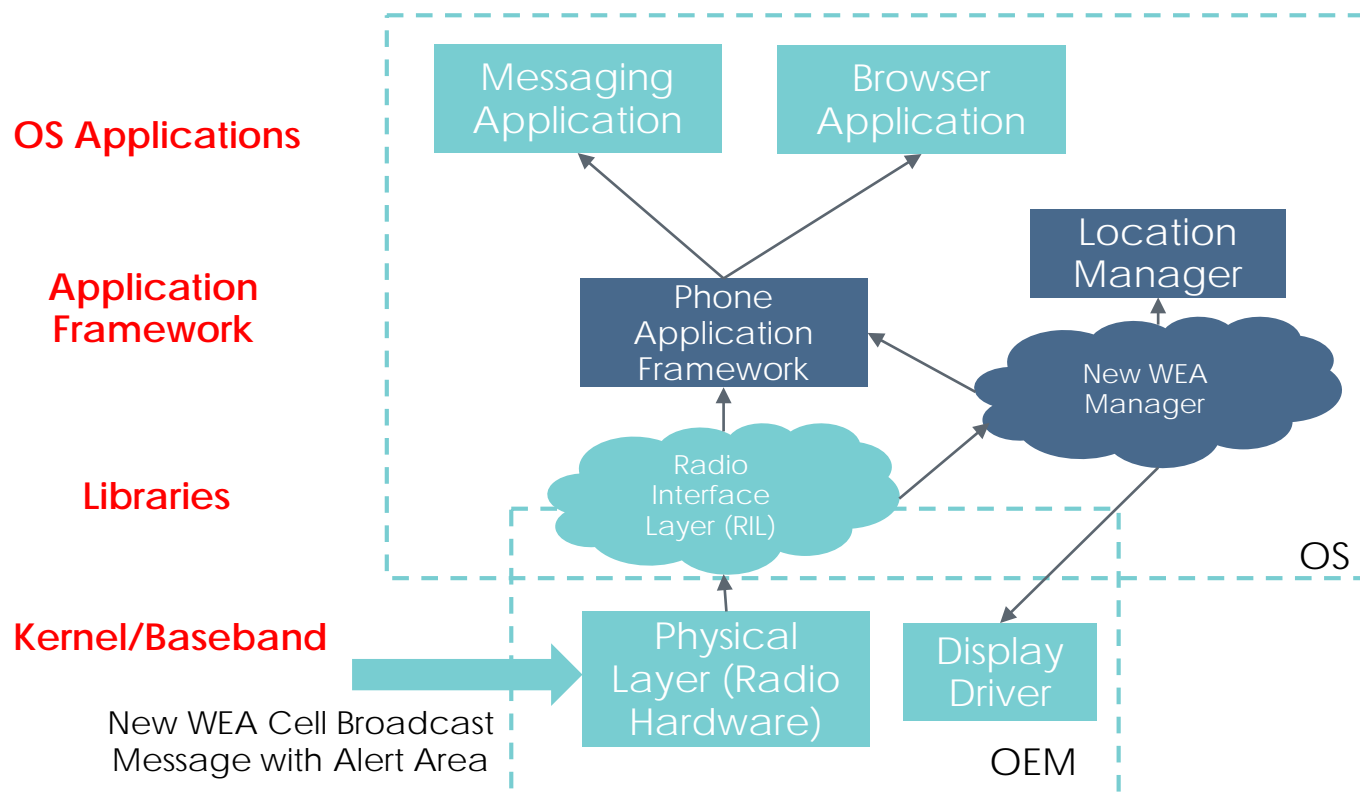 Messaging
Application
Browser
Application
OS Applications
Location
Manager
Application
Framework
Phone
Application
Framework
New WEA
Manager
Radio
Interface
Layer (RIL)
Libraries
OS
Kernel/Baseband
Physical
Layer (Radio
Hardware)
Display
Driver
New WEA Cell Broadcast
Message with Alert Area
OEM